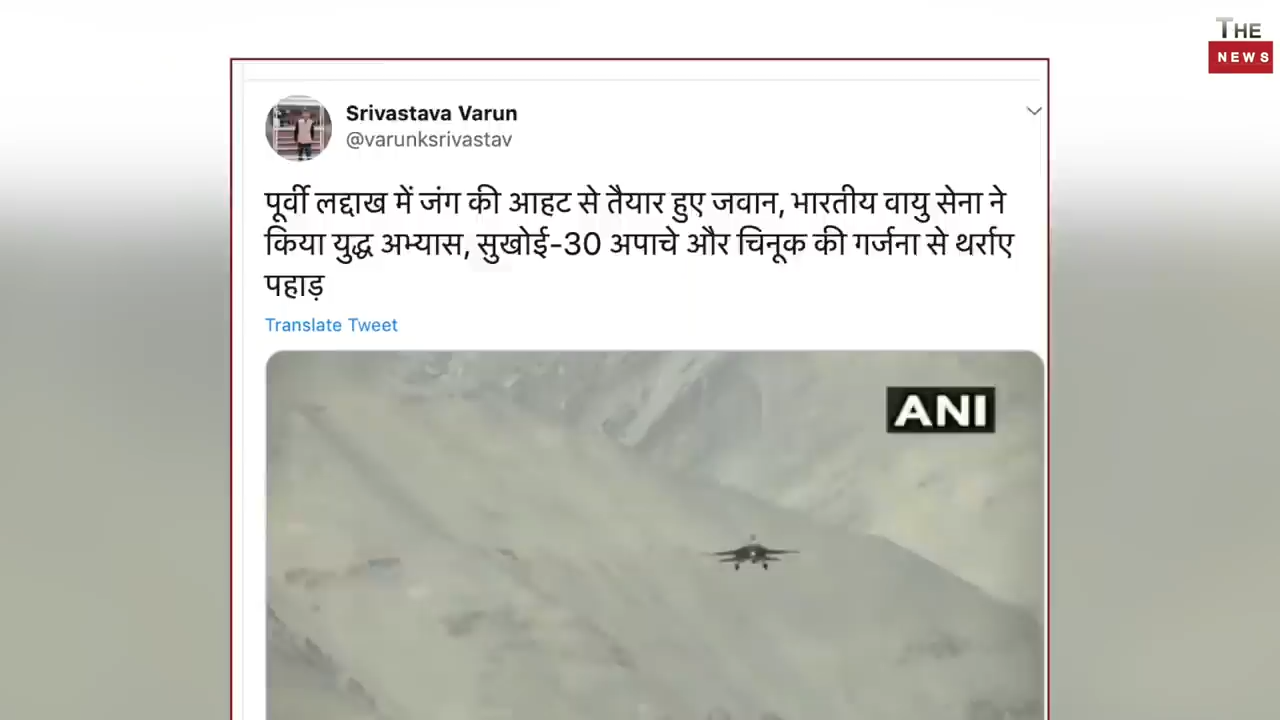 THE
NEWS
Srivastava Varun
@varunksrivastav
पूर्वी लद्दाख में जंग की आहट से तैयार हुए जवान, भारतीय वायु सेना ने
किया युद्ध अभ्यास, सुखोई-30 अपाचे और चिनूक की गर्जना से थर्राए
पहाड़
Translate Tweet
ANI